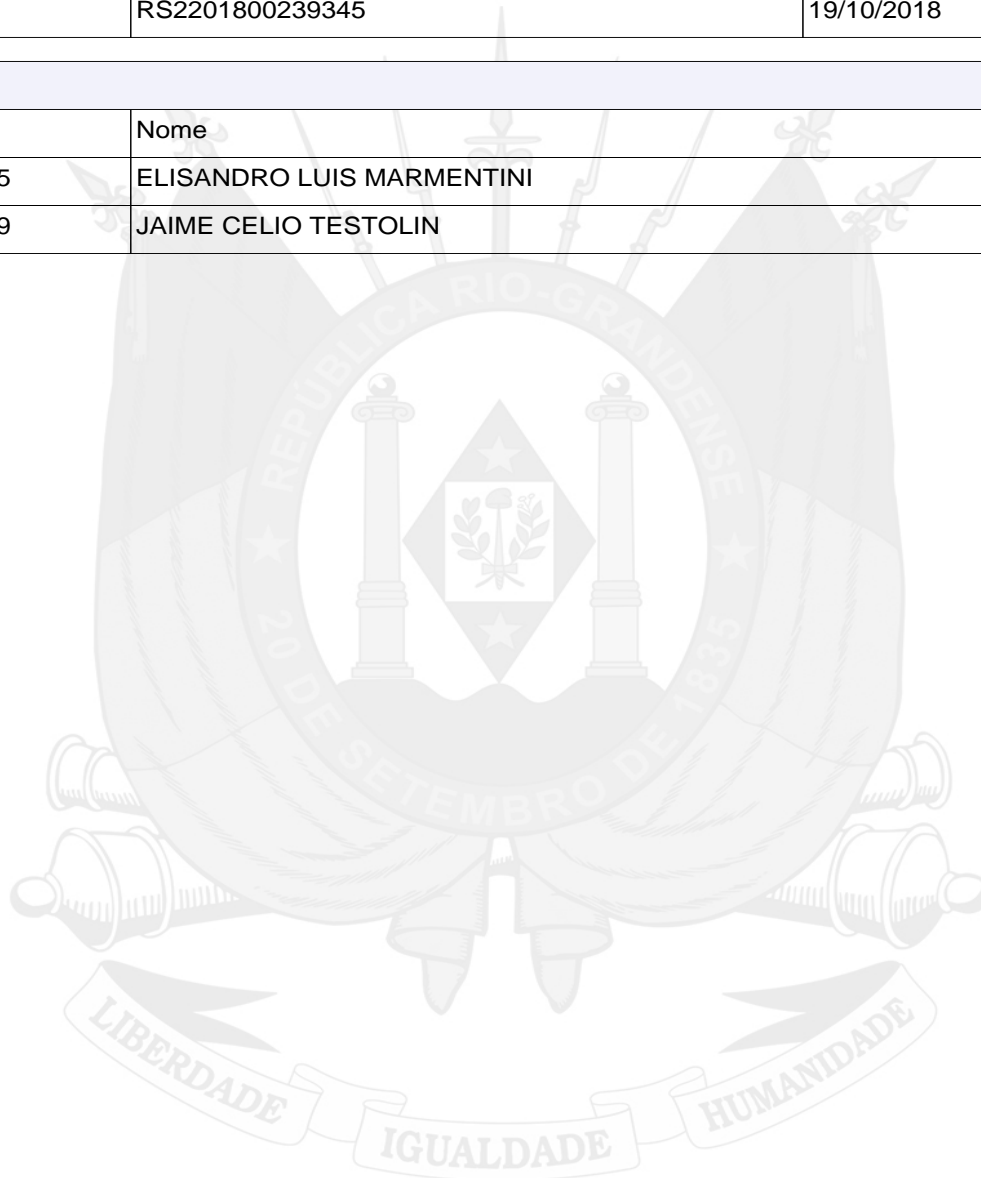 RS2201800239345 19/10/2018
Nome
5 ELISANDRO LUIS MARMENTINI
9 JAIME CELIO TESTOLIN
REPÚBLICA RIO-GRANDENSE
20 DE SETEMBRO DE 1835
LIBERDADE IGUALDADE HUMANIDADE